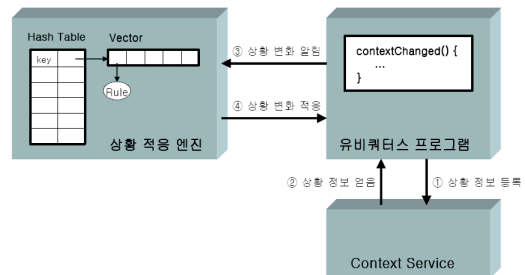 Hash Table
Vector
key
Rule
상황 적응 엔진
③ 상황 변화 알림
④ 상황 변화 적응
contextChanged() {
...
}
유비쿼터스 프로그램
② 상황 정보 얻음
① 상황 정보 등록
Context Service